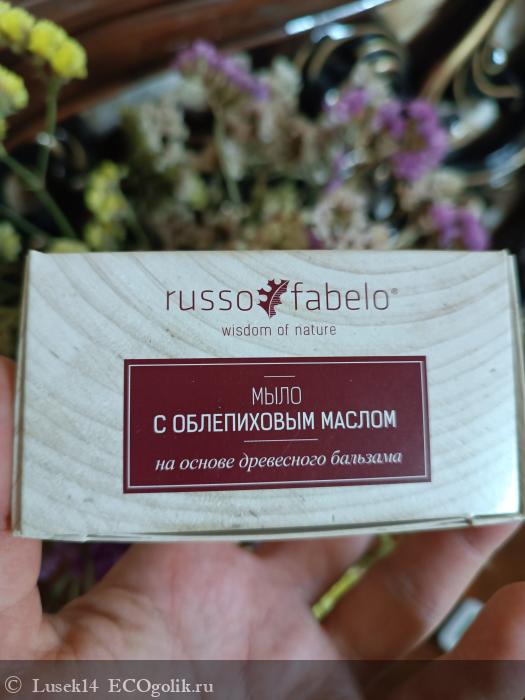 russo fabelo®
wisdom of nature
МЫЛО
С ОБЛЕПИХОВЫМ МАСЛОМ
на основе древесного бальзама
© Lusek14 ECOgolik.ru